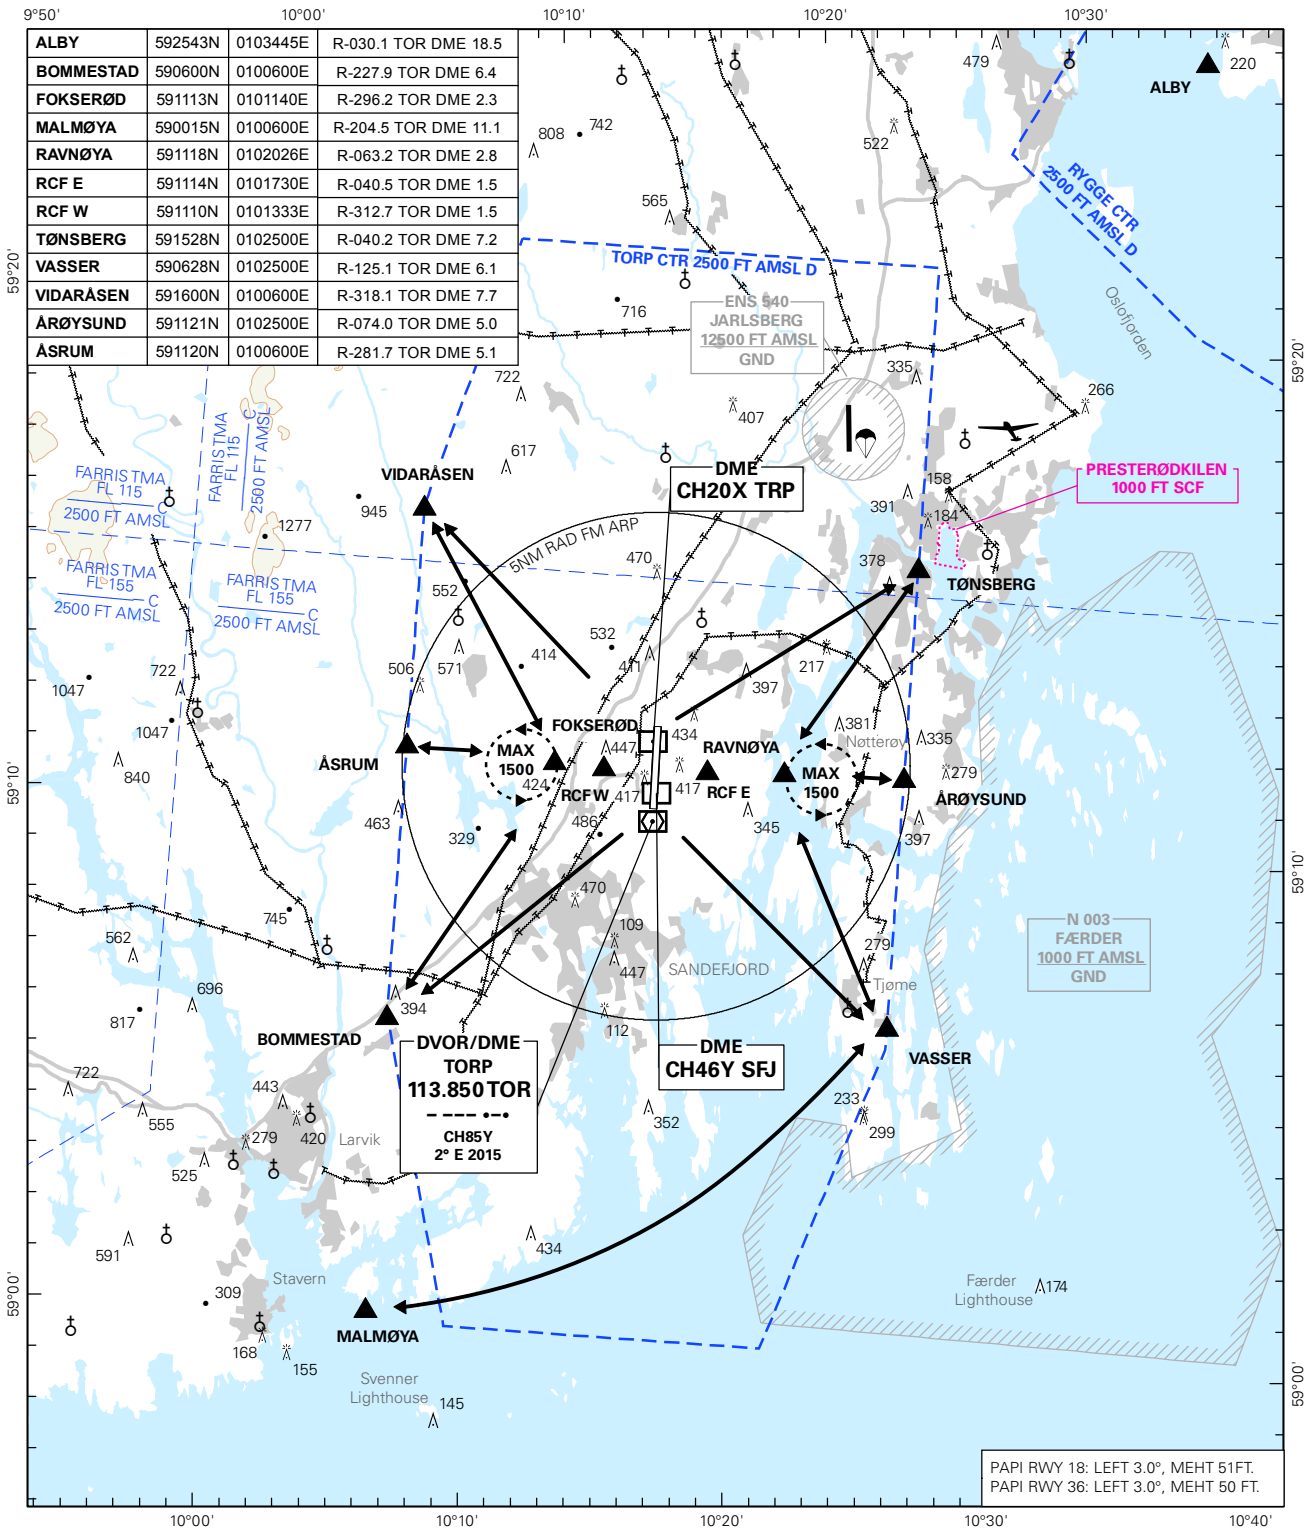 9°50' 10°00' 10°10' 10°20' 10°30'
ALBY 592543N 0103445E R-030.1 TOR DME 18.5
BOMMESTAD 590600N 0100600E R-227.9 TOR DME 6.4
FOKSERØD 591113N 0101140E R-296.2 TOR DME 2.3
MALMØYA 590015N 0100600E R-204.5 TOR DME 11.1
RAVNØYA 591118N 0102026E R-063.2 TOR DME 2.8
RCF E 591114N 0101730E R-040.5 TOR DME 1.5
RCF W 591110N 0101333E R-312.7 TOR DME 1.5
TØNSBERG 591528N 0102500E R-040.2 TOR DME 7.2
VASSER 590628N 0102500E R-125.1 TOR DME 6.1
VIDARÅSEN 591600N 0100600E R-318.1 TOR DME 7.7
ÅRØYSUND 591121N 0102500E R-074.0 TOR DME 5.0
ÅSRUM 591120N 0100600E R-281.7 TOR DME 5.1
479
220
ALBY
808
742
522
565
RYGGE CTR
2500 FT AMSL D
TORP CTR 2500 FT AMSL D
59°20'
716
ENS 540
JARLSBERG
12500 FT AMSL
GND
Oslofjorden
59°20'
722
335
266
407
617
FARRIS TMA
FL 115
C
2500 FT AMSL
FARRIS TMA
FL 115
C
2500 FT AMSL
VIDARÅSEN
DME
CH20X TRP
PRESTERØDKILEN
1000 FT SCF
158
391
184
945
1277
5NM RAD FM ARP
FARRIS TMA
FL 155
C
2500 FT AMSL
FARRIS TMA
FL 155
C
2500 FT AMSL
470
378
TØNSBERG
552
532
414
411
571
506
722
1047
1047
217
397
381
434
335
Nøtterøy
FOKSERØD
447
RAVNØYA
MAX
1500
MAX
1500
ÅSRUM
840
424
RCF W
417
417
RCF E
279
ÅRØYSUND
59°10'
463
329
486
345
397
59°10'
470
109
447
SANDEFJORD
745
562
279
Tjøme
N 003
FÆRDER
1000 FT AMSL
GND
696
817
394
112
BOMMESTAD
VASSER
DVOR/DME
TORP
113.850 TOR
CH85Y
2° E 2015
DME
CH46Y SFJ
722
555
443
279
420
Larvik
525
352
233
299
591
434
Stavern
309
Færder
Lighthouse
174
59°00'
MALMØYA
168
155
Svenner
Lighthouse
145
59°00'
PAPI RWY 18: LEFT 3.0°, MEHT 51FT.
PAPI RWY 36: LEFT 3.0°, MEHT 50 FT.
10°00' 10°10' 10°20' 10°30' 10°40'